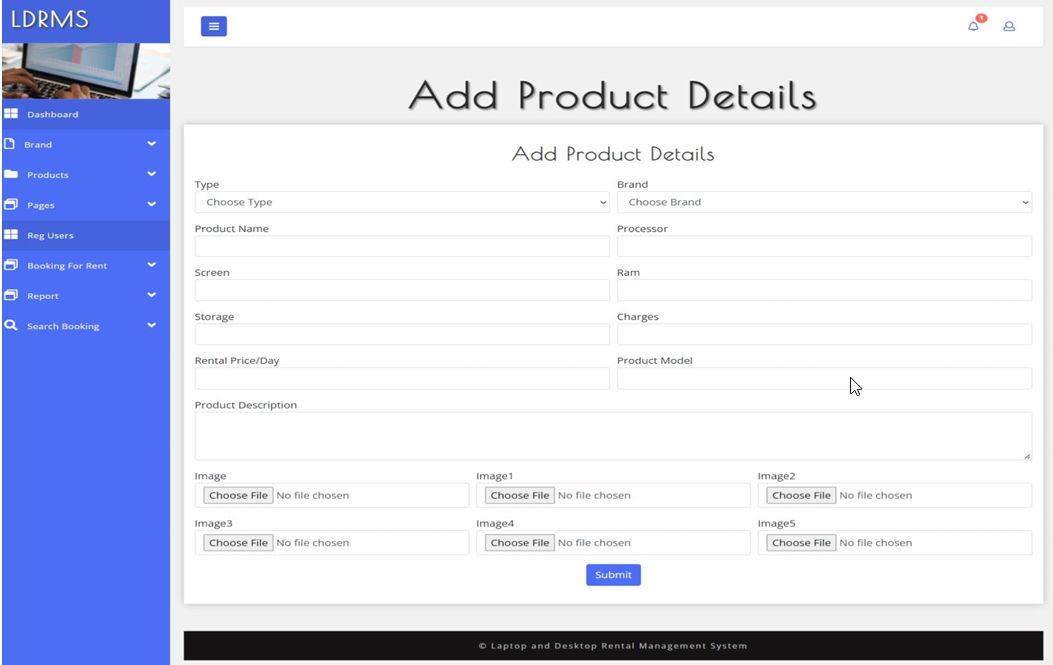 LDRMS
1
Dashboard
Brand
Products
Pages
Reg Users
Booking For Rent
Report
Search Booking
Add Product Details
Add Product Details
Type Brand
Choose Type Choose Brand
Product Name Processor
Screen Ram
Storage Charges
Rental Price/Day Product Model
Product Description
Image Image1 Image2
Choose File No file chosen Choose File No file chosen Choose File No file chosen
Image3 Image4 Image5
Choose File No file chosen Choose File No file chosen Choose File No file chosen
Submit
© Laptop and Desktop Rental Management System